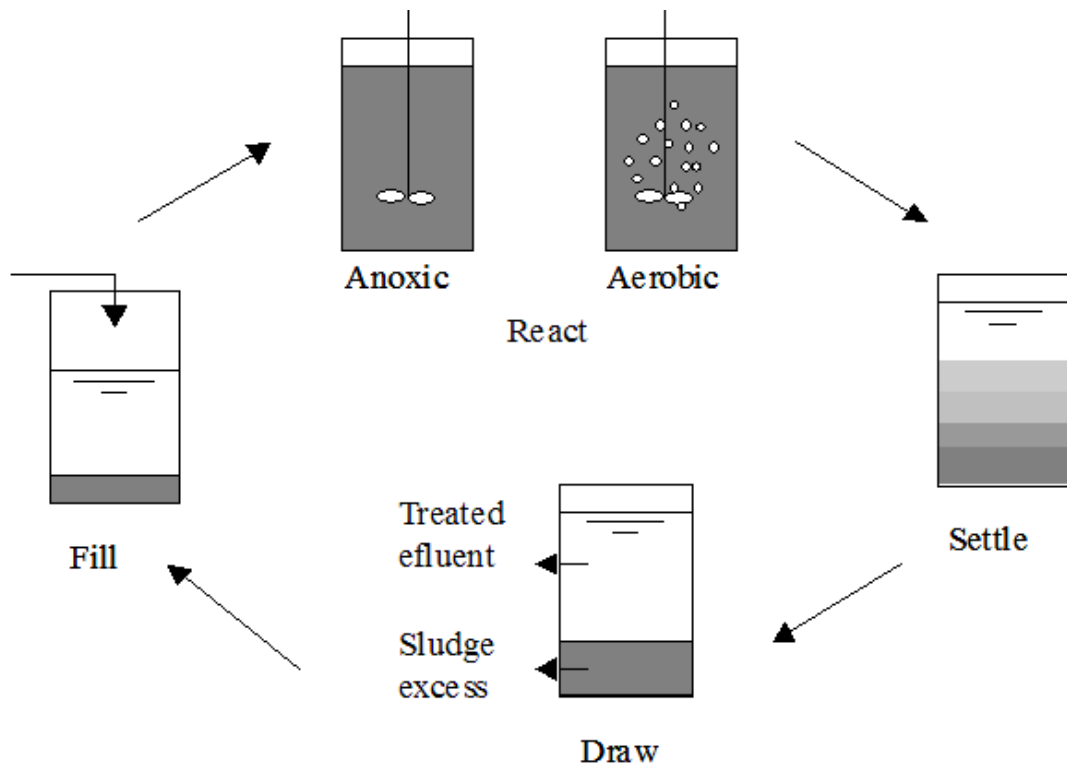 Anoxic
Aerobic
React
Fill
Settle
Treated
efluent
Sludge
excess
Draw